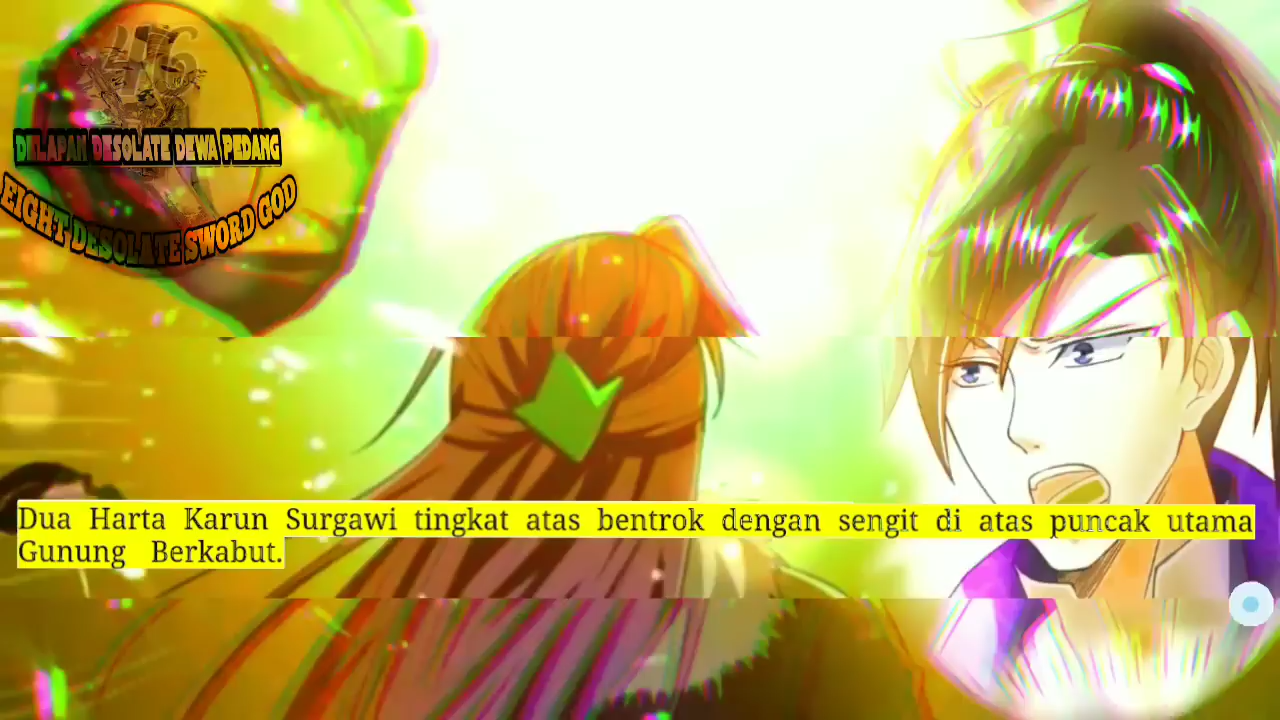 46
DELAPAN DESOLATE DEWA PEDANG
EIGHT DESOLATE SWORD GOD
Dua Harta Karun Surgawi tingkat atas bentrok dengan sengit di atas puncak utama
Gunung Berkabut.